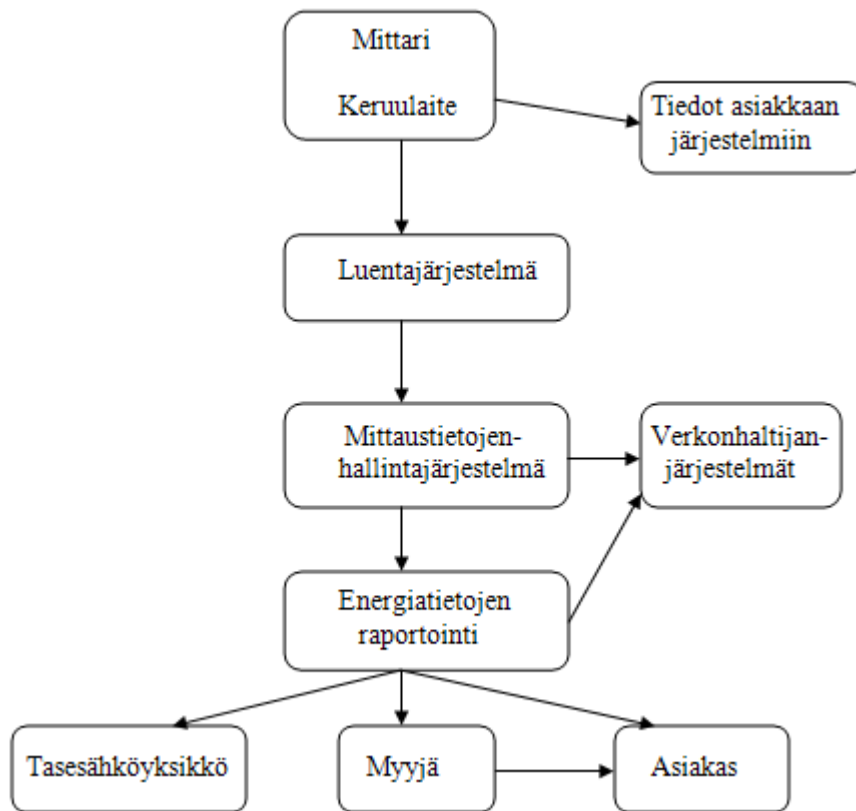 Mittari
Keruulaite
Tiedot asiakkaan
järjestelmiin
Luentajärjestelmä
Mittaustietojen-
hallintajärjestelmä
Verkonhaltijan-
järjestelmät
Energiatietojen
raportointi
Tasesähköyksikkö
Myyjä
Asiakas